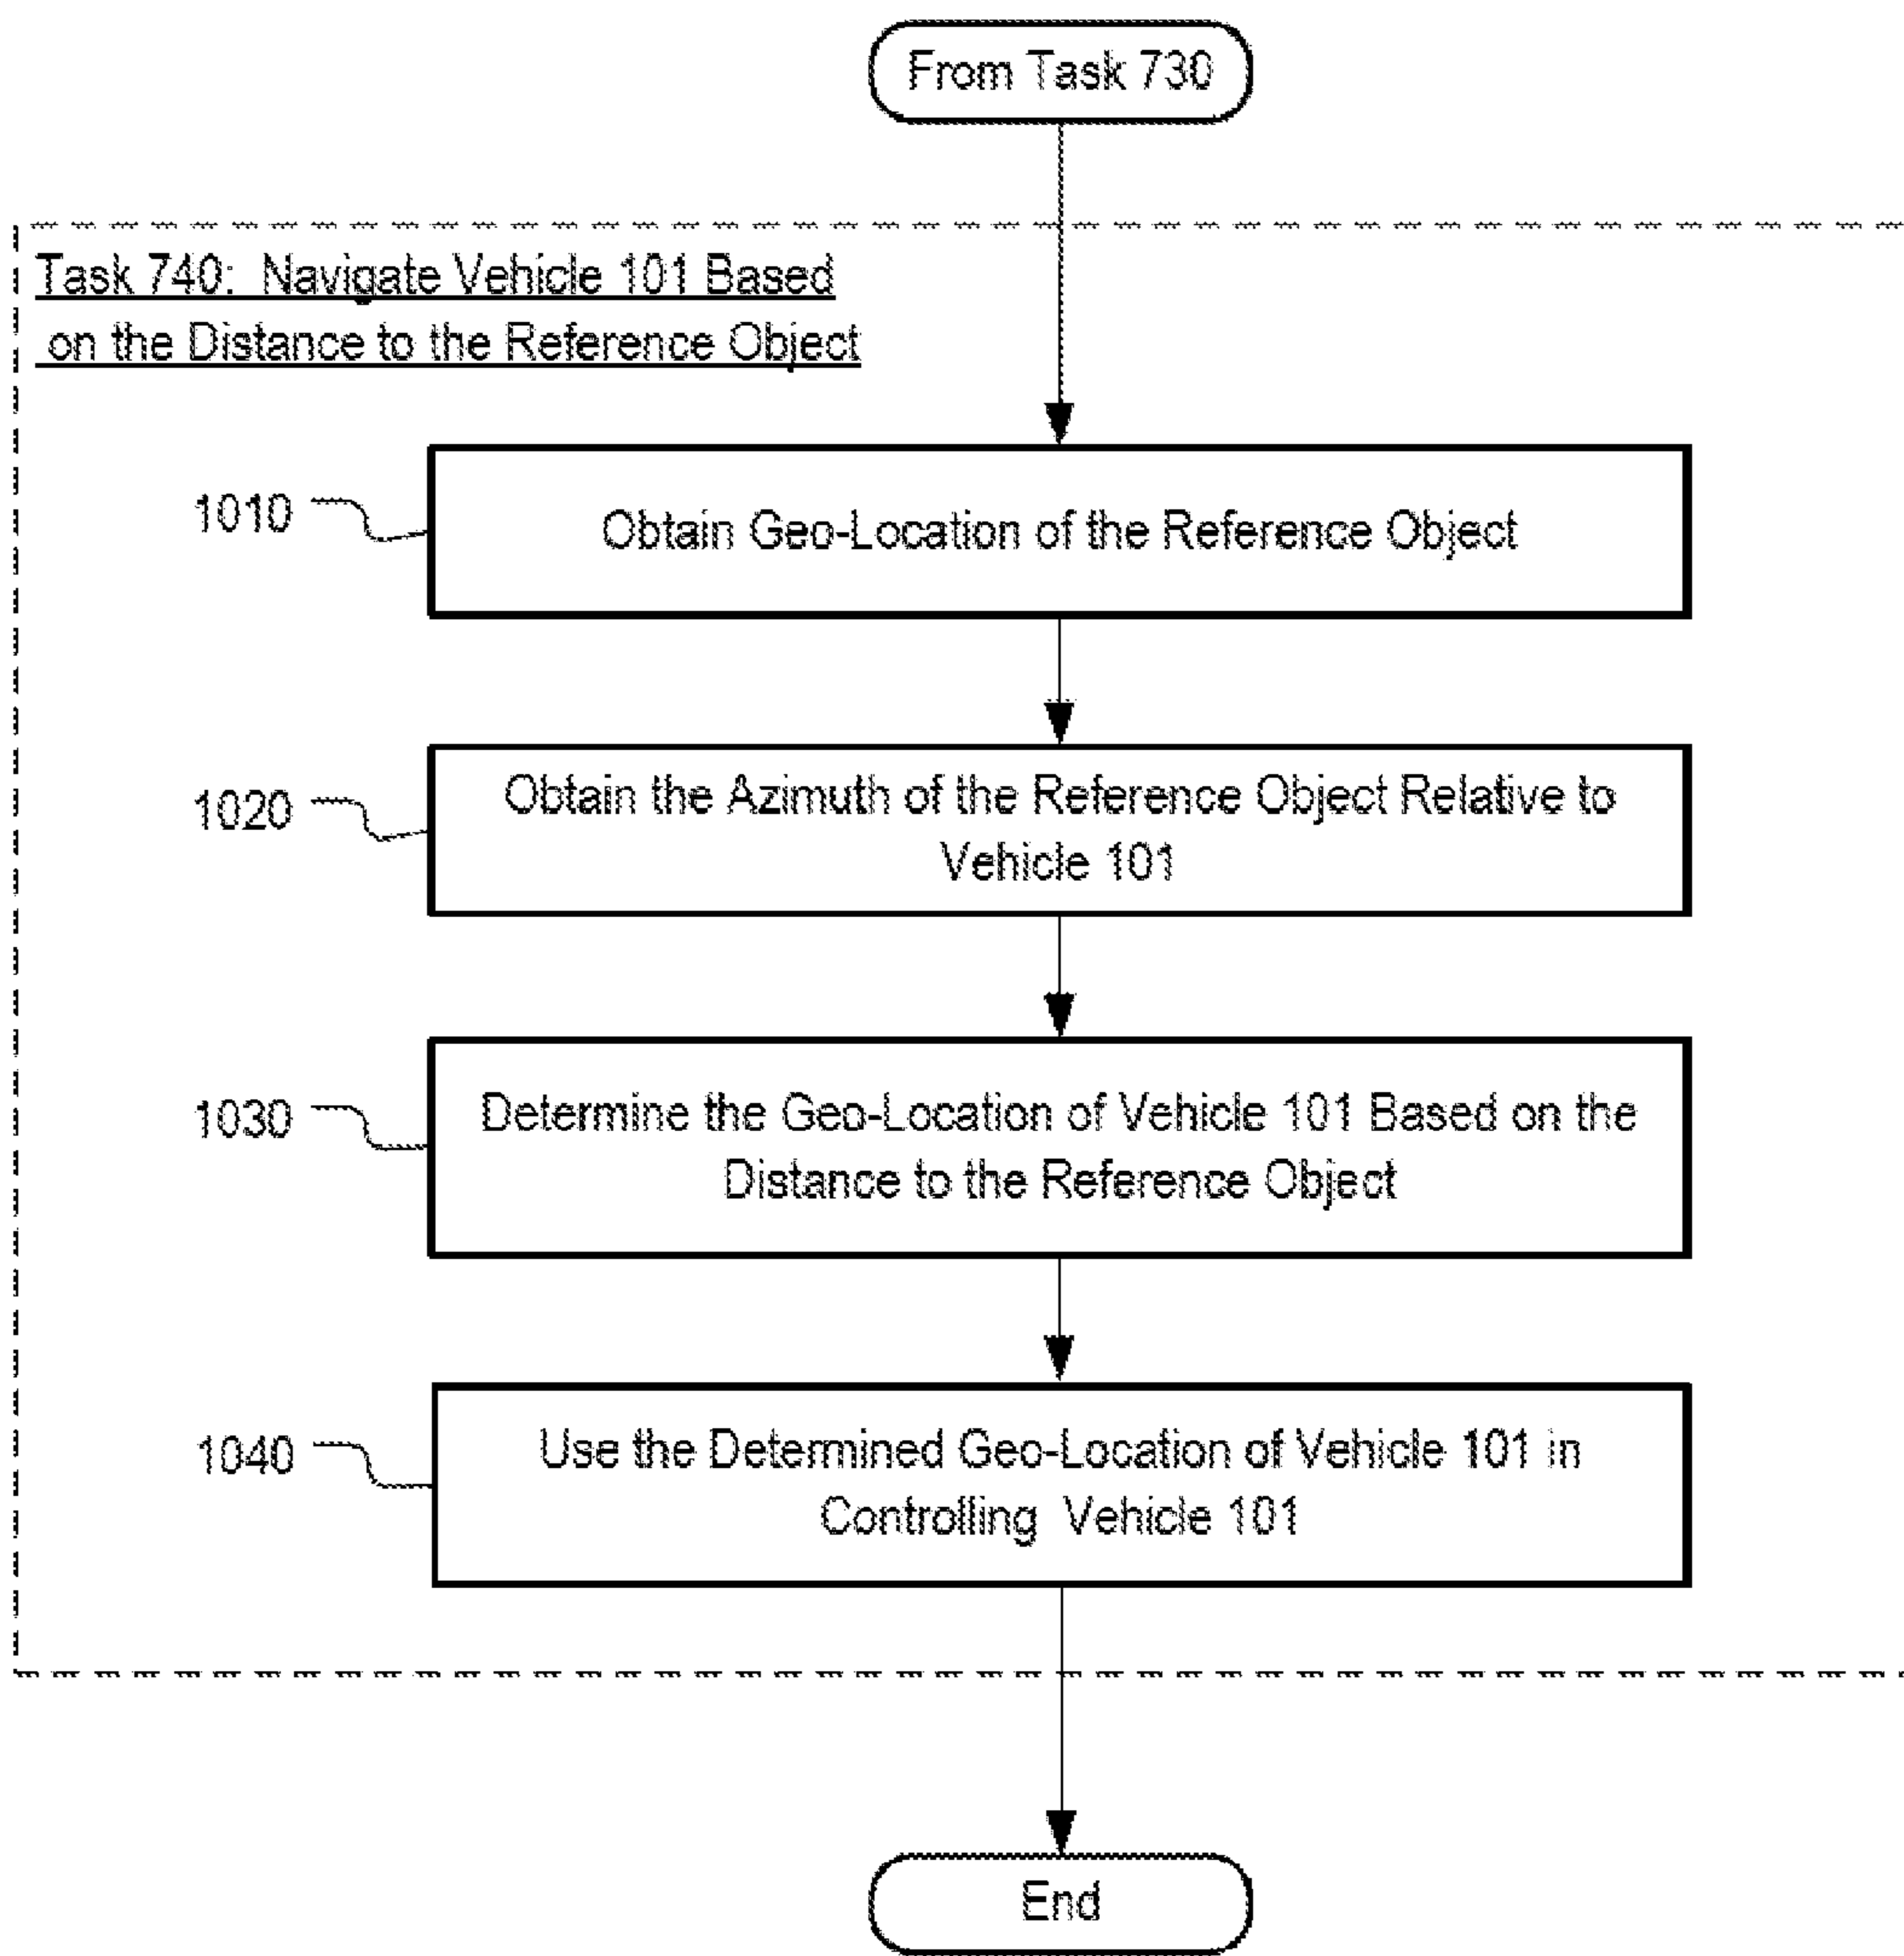 From Task 730
Task 740: Navigate Vehicle 101 Based
on the Distance to the Reference Object
1010
Obtain Geo-Location of the Reference Object
1020
Obtain the Azimuth of the Reference Object Relative to
Vehicle 101
1030
Determine the Geo-Location of Vehicle 101 Based on the
Distance to the Reference Object
1040
Use the Determined Geo-Location of Vehicle 101 in
Controlling Vehicle 101
End